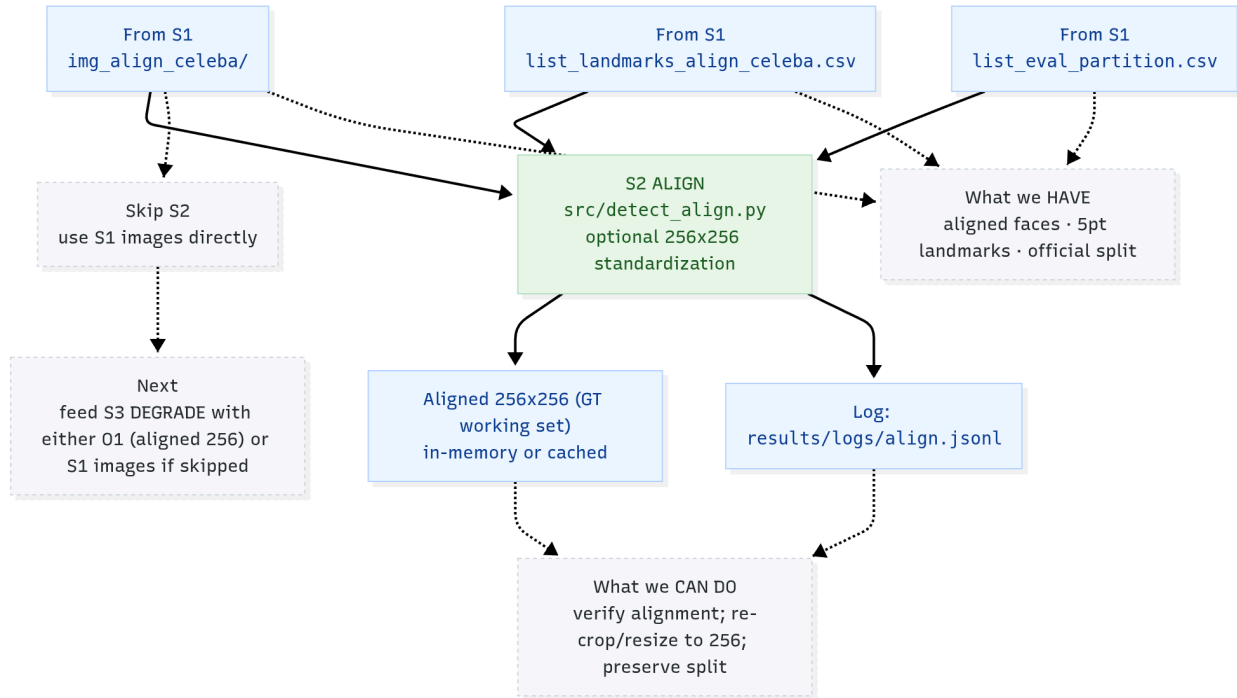 From S1
img_align_celeba/
From S1
list_landmarks_align_celeba.csv
From S1
list_eval_partition.csv
Skip S2
use S1 images directly
S2 ALIGN
src/detect_align.py
optional 256x256
standardization
What we HAVE
aligned faces · 5pt
landmarks · official split
Next
feed S3 DEGRADE with
either O1 (aligned 256) or
S1 images if skipped
Aligned 256x256 (GT
working set)
in-memory or cached
Log:
results/logs/align.jsonl
What we CAN DO
verify alignment; re-
crop/resize to 256;
preserve split